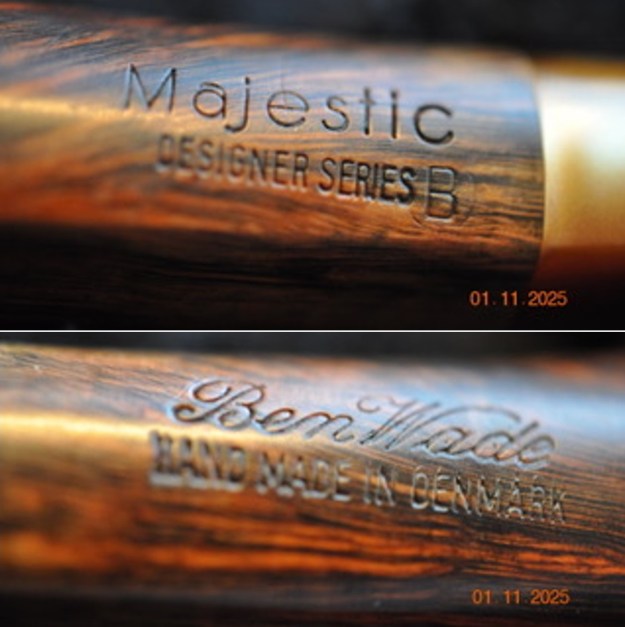 Majestic
DESIGNER SERIES B
01.11.2025
Ben Wade
HAND MADE IN DENMARK
01.11.2025